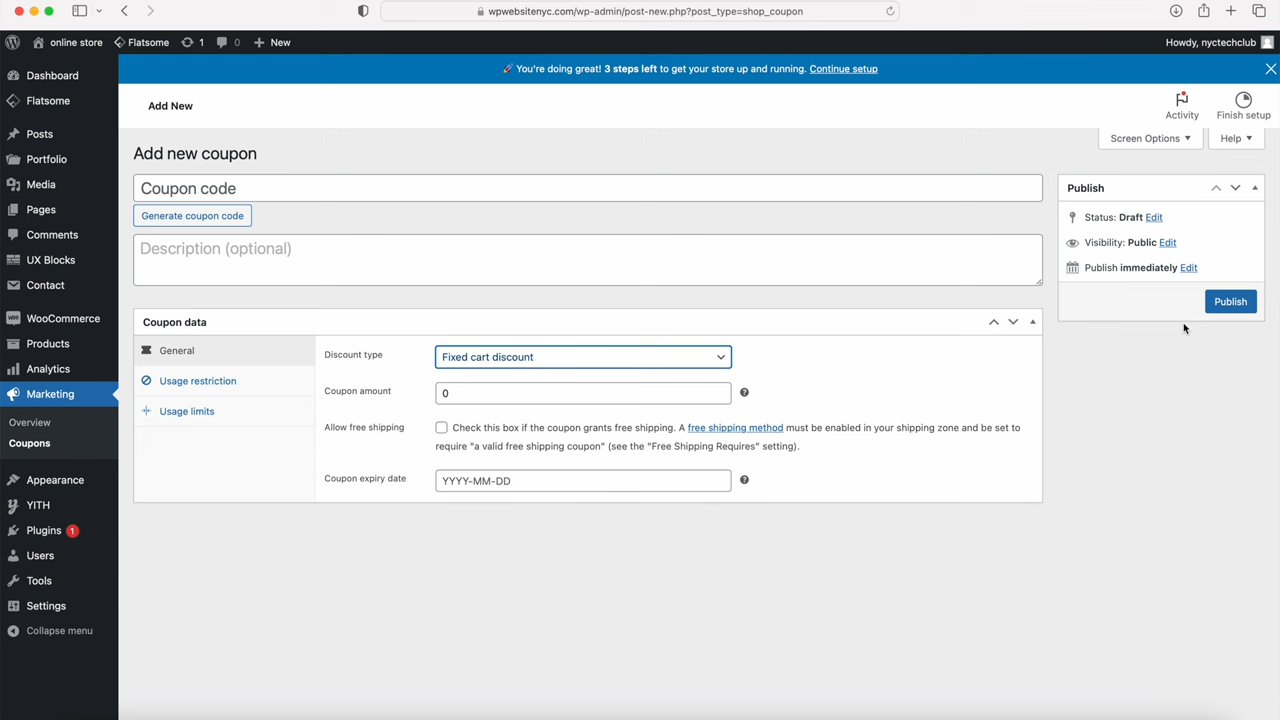 wpwebsitenyc.com/wp-admin/post-new.php?post_type=shop_coupon
online store
Flatsome
1
0
New
Howdy, nyctechclub
🚀 You're doing great! 3 steps left to get your store up and running. Continue setup
Dashboard
Flatsome
Posts
Portfolio
Media
Pages
Comments
UX Blocks
Contact
WooCommerce
Products
Analytics
Marketing
Overview
Coupons
Appearance
YITH
Plugins 1
Users
Tools
Settings
Collapse menu
Add New
Activity
Finish setup
Screen Options
Help
Add new coupon
Coupon code
Generate coupon code
Description (optional)
Coupon data
General
Usage restriction
Usage limits
Discount type
Fixed cart discount
Coupon amount
0
Allow free shipping
Check this box if the coupon grants free shipping. A free shipping method must be enabled in your shipping zone and be set to
require "a valid free shipping coupon" (see the "Free Shipping Requires" setting).
Coupon expiry date
YYYY-MM-DD
Publish
Status: Draft Edit
Visibility: Public Edit
Publish immediately Edit
Publish